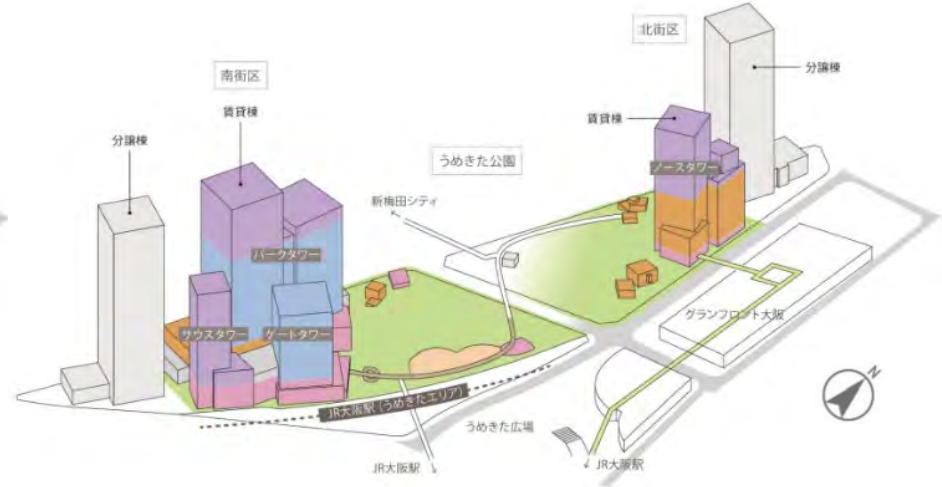 北街区
分譲棟
南街区
賃貸棟
賃貸棟
分譲棟
うめきた公園
ノースタワー
新梅田シティ
パークタワー
グランフロント大阪
サウスタワー
ゲートタワー
N
JR大阪駅(うめきたエリア)
うめきた広場
JR大阪駅
JR大阪駅